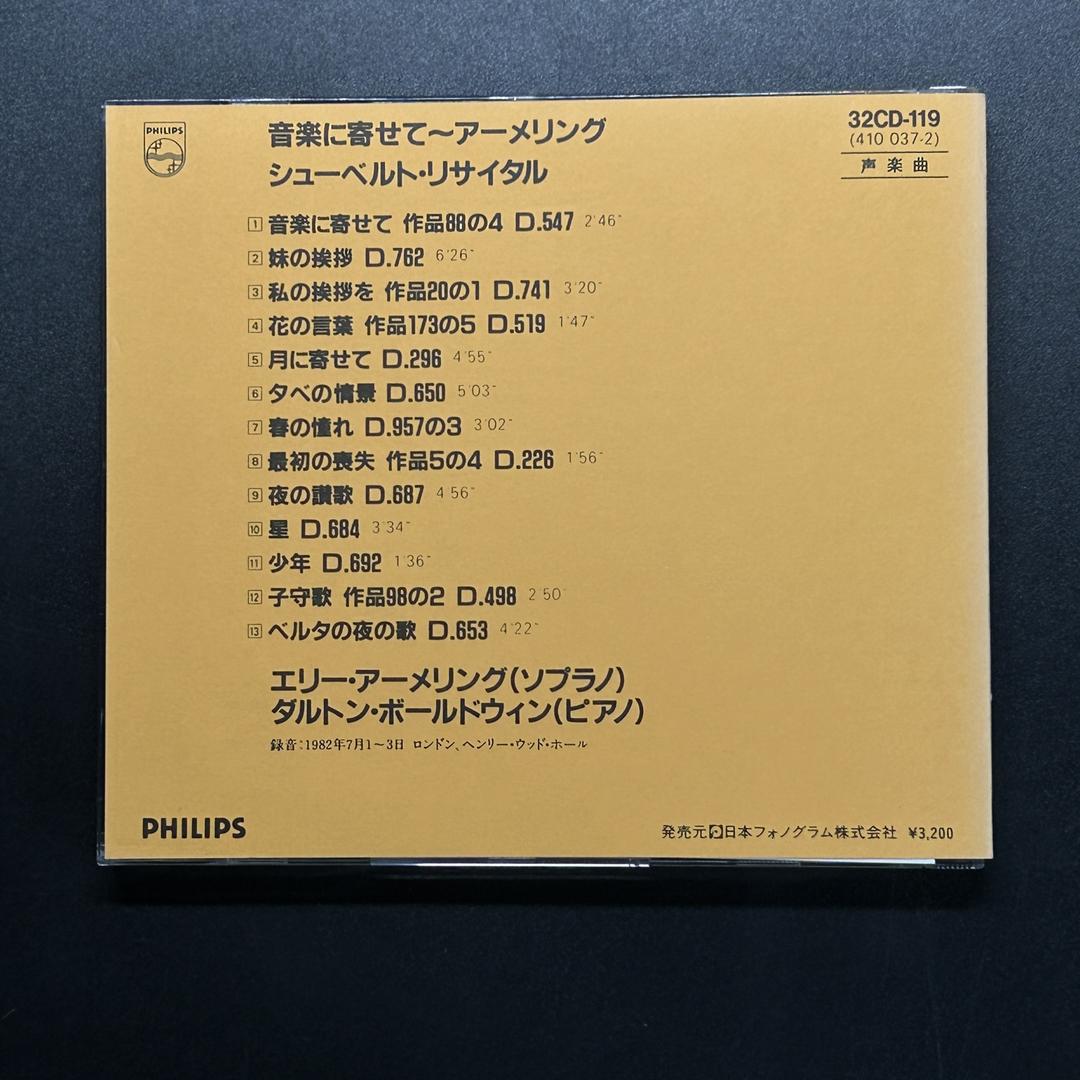 PHILIPS
音楽に寄せて〜アーメリング
シューベルト・リサイタル
32CD-119
(410 037-2)
声楽曲
1 音楽に寄せて 作品88の4 D.547 2'46"
2 妹の挨拶 D.762 6'26"
3 私の挨拶を 作品20の1 D.741 3'20"
4 花の言葉 作品173の5 D.519 1'47"
5 月に寄せて D.296 4'55"
6 夕べの情景 D.650 5'03"
7 春の憧れ D.957の3 3'02"
8 最初の喪失 作品5の4 D.226 1'56"
9 夜の讃歌 D.687 4'56"
10 星 D.684 3'34"
11 少年 D.692 1'36"
12 子守歌 作品98の2 D.498 2'50"
13 ベルタの夜の歌 D.653 4'22"
エリー・アーメリング(ソプラノ)
ダルトン・ボールドウィン(ピアノ)
録音:1982年7月1〜3日 ロンドン、ヘンリー・ウッド・ホール
PHILIPS
発売元 日本フォノグラム株式会社 ¥3,200